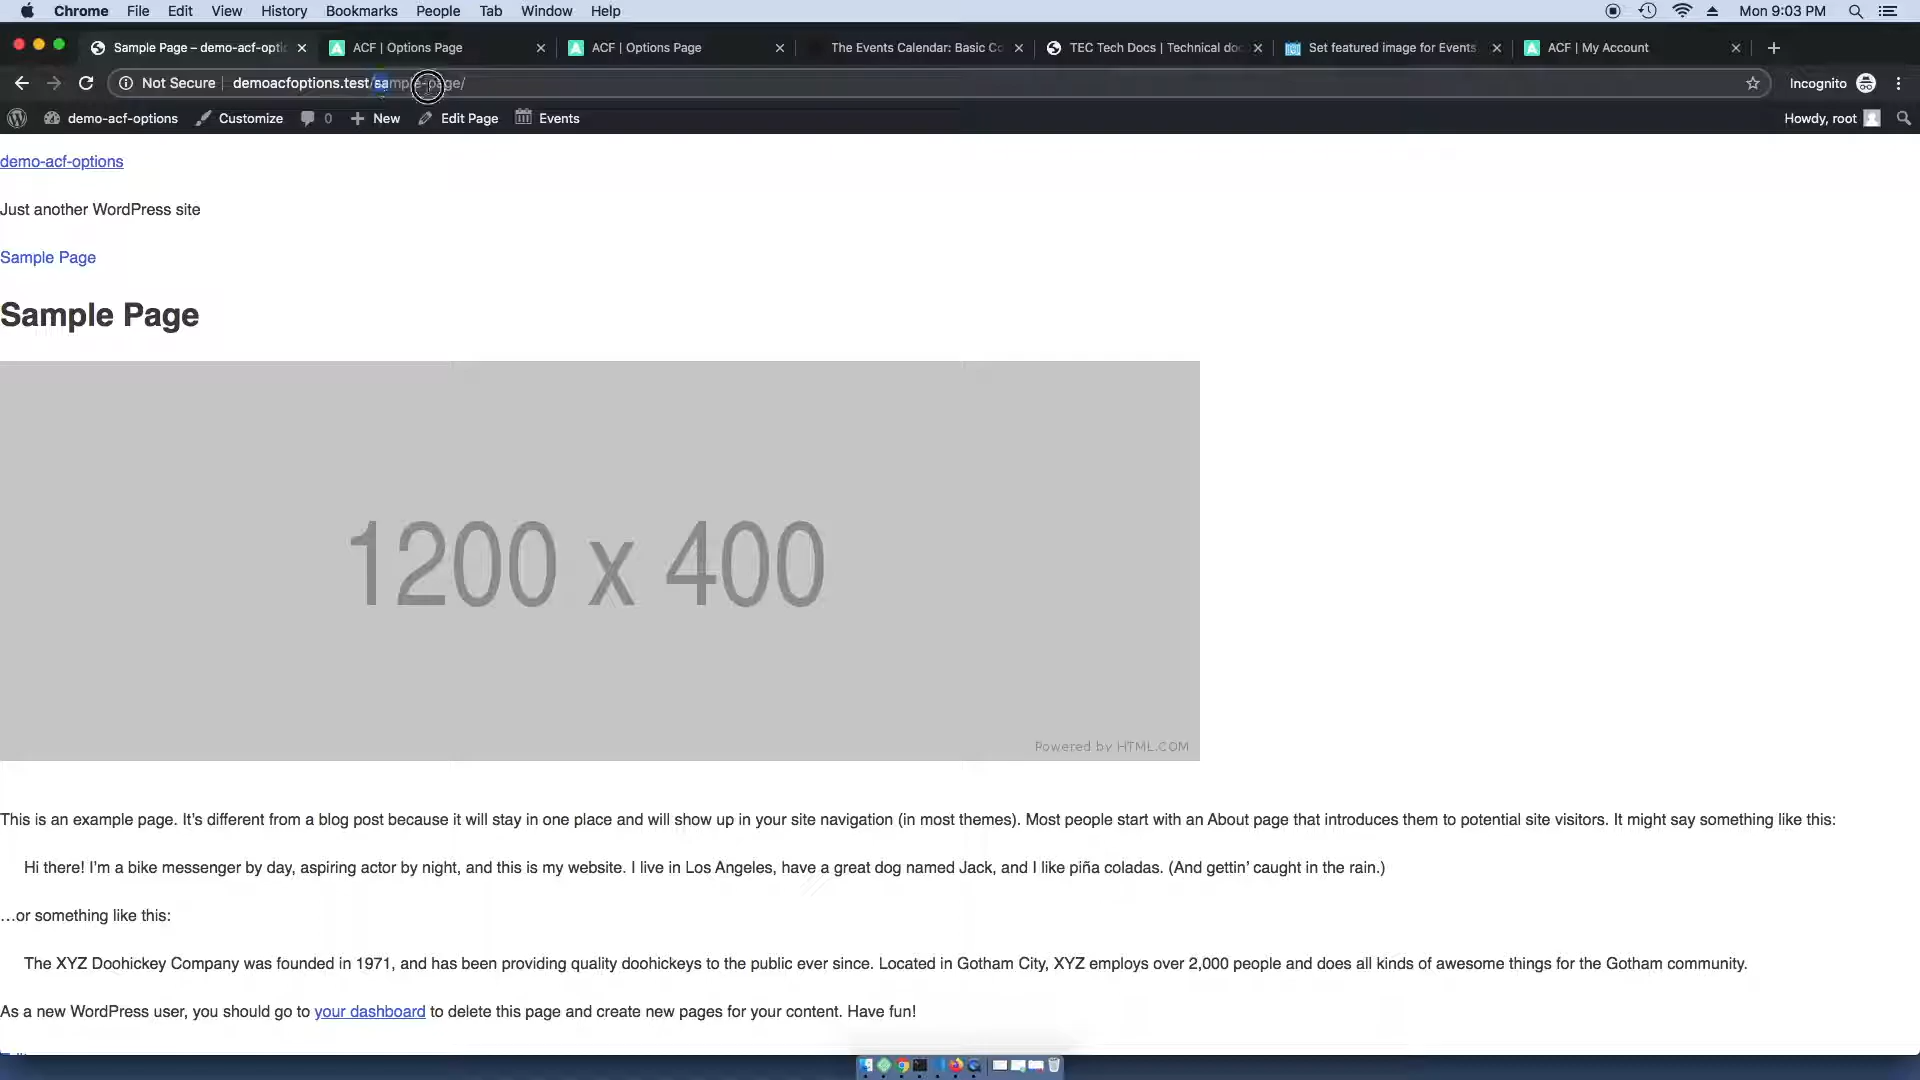 Chrome File Edit View History Bookmarks People Tab Window Help Mon 9:03 PM
Sample Page – demo-acf-optic ACF | Options Page ACF | Options Page The Events Calendar: Basic Co TEC Tech Docs | Technical doc Set featured image for Events ACF | My Account
Not Secure demoacfoptions.test/sample-page/ Incognito
demo-acf-options Customize 0 New Edit Page Events Howdy, root
demo-acf-options
Just another WordPress site
Sample Page
Sample Page
1200 x 400
Powered by HTML.COM
This is an example page. It’s different from a blog post because it will stay in one place and will show up in your site navigation (in most themes). Most people start with an About page that introduces them to potential site visitors. It might say something like this:
Hi there! I’m a bike messenger by day, aspiring actor by night, and this is my website. I live in Los Angeles, have a great dog named Jack, and I like piña coladas. (And gettin’ caught in the rain.)
…or something like this:
The XYZ Doohickey Company was founded in 1971, and has been providing quality doohickeys to the public ever since. Located in Gotham City, XYZ employs over 2,000 people and does all kinds of awesome things for the Gotham community.
As a new WordPress user, you should go to your dashboard to delete this page and create new pages for your content. Have fun!